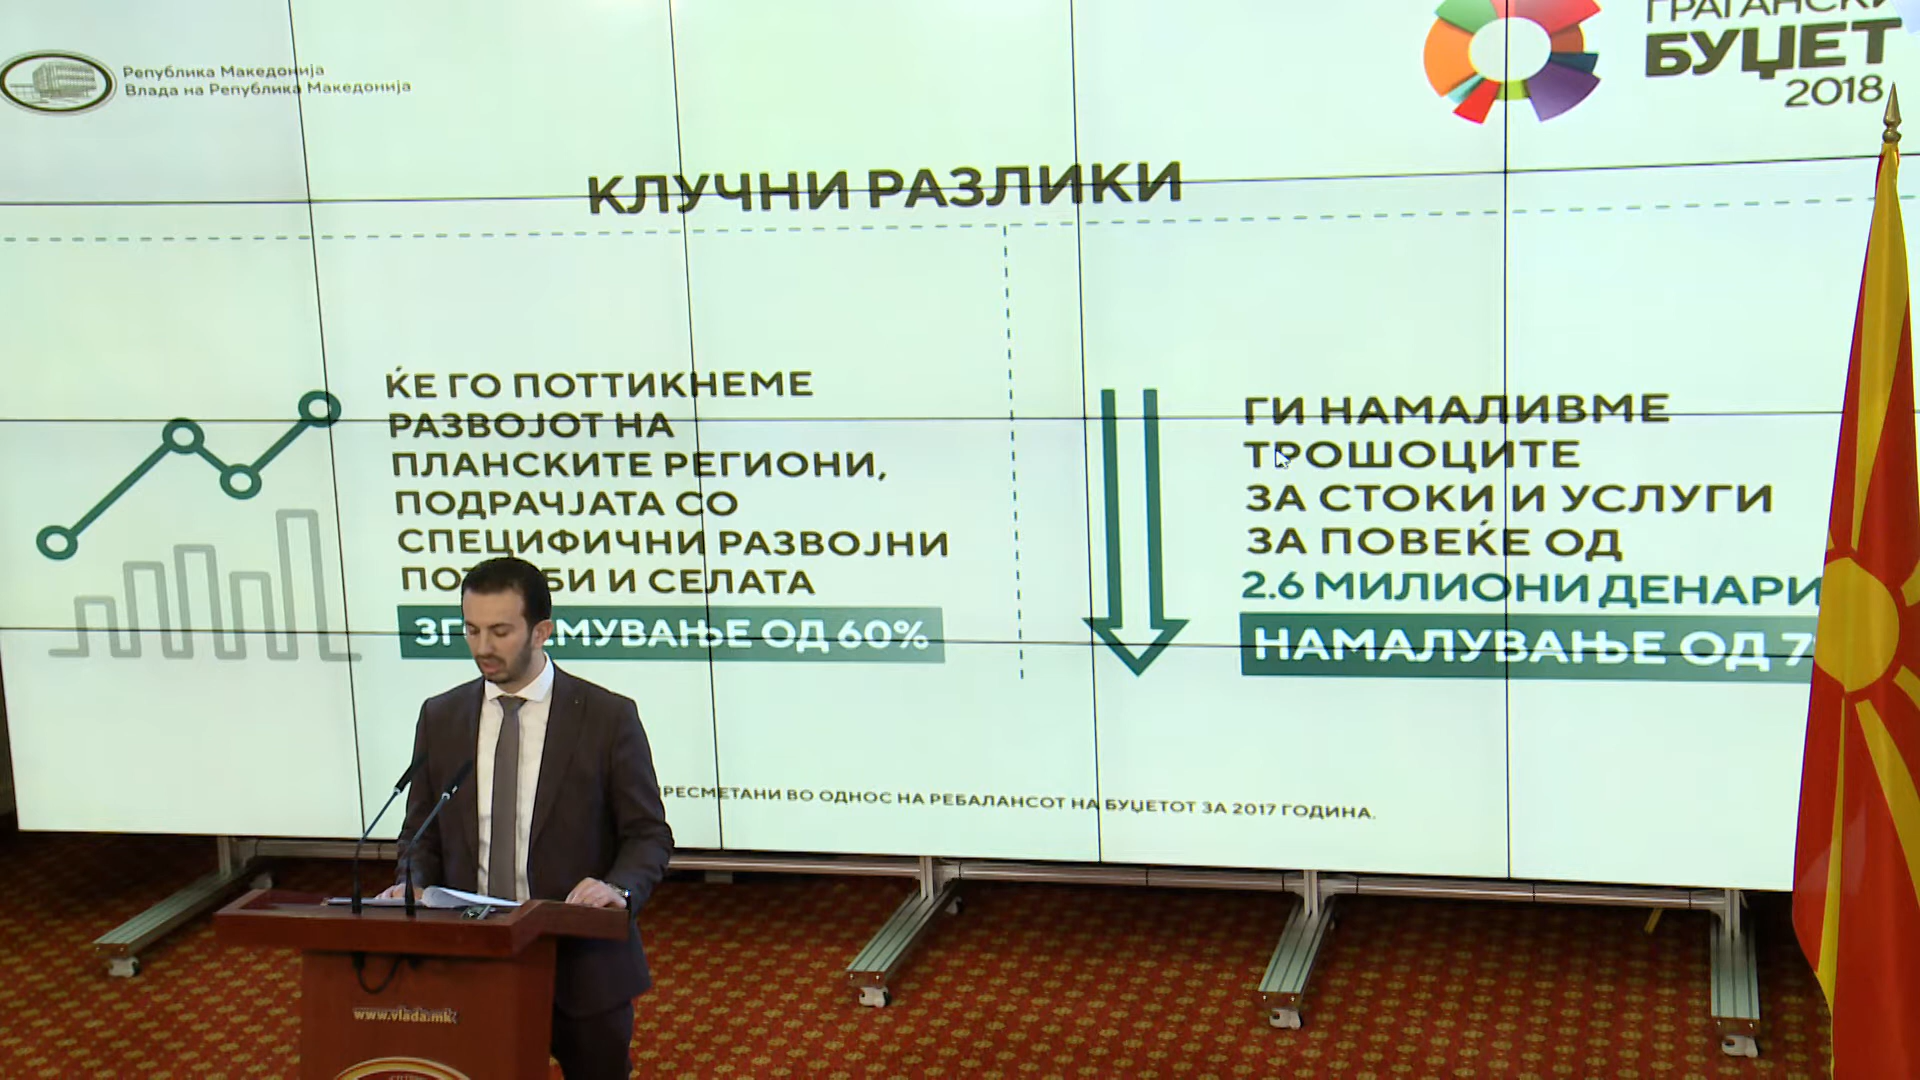 Република Македонија
Влада на Република Македонија
ГРАЃАНСКИ
БУЏЕТ
2018
КЛУЧНИ РАЗЛИКИ
ЌЕ ГО ПОТТИКНЕМЕ
РАЗВОЈОТ НА
ПЛАНСКИТЕ РЕГИОНИ,
ПОДРАЧЈАТА СО
СПЕЦИФИЧНИ РАЗВОЈНИ
И СЕЛАТА
ОД 60%
ГИ НАМАЛИВМЕ
ТРОШОЦИТЕ
ЗА СТОКИ И УСЛУГИ
ЗА ПОВЕЌЕ ОД
2.6 МИЛИОНИ ДЕНАРИ
НАМАЛУВАЊЕ ОД 7
ВО ОДНОС НА РЕБАЛАНСОТ НА БУЏЕТОТ ЗА 2017 ГОДИНА.
www.vlada.mk